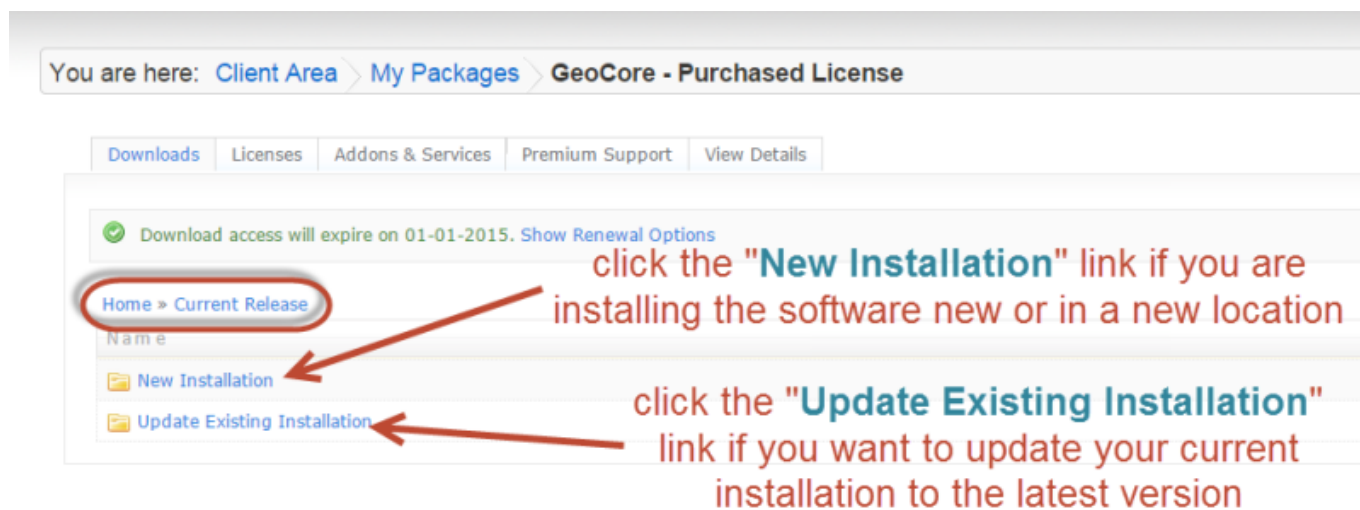 You are here: Client Area My Packages GeoCore - Purchased License
Downloads Licenses Addons & Services Premium Support View Details
Download access will expire on 01-01-2015. Show Renewal Options
click the "New Installation" link if you are
installing the software new or in a new location
Home » Current Release
Name
New Installation
Update Existing Installation
click the "Update Existing Installation"
link if you want to update your current
installation to the latest version